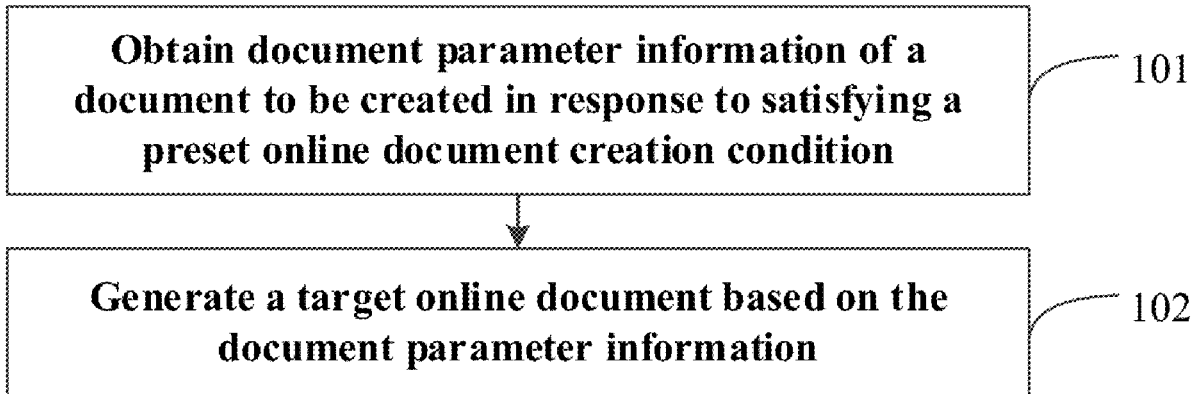 Obtain document parameter information of a
document to be created in response to satisfying a
preset online document creation condition
101
Generate a target online document based on the
document parameter information
102